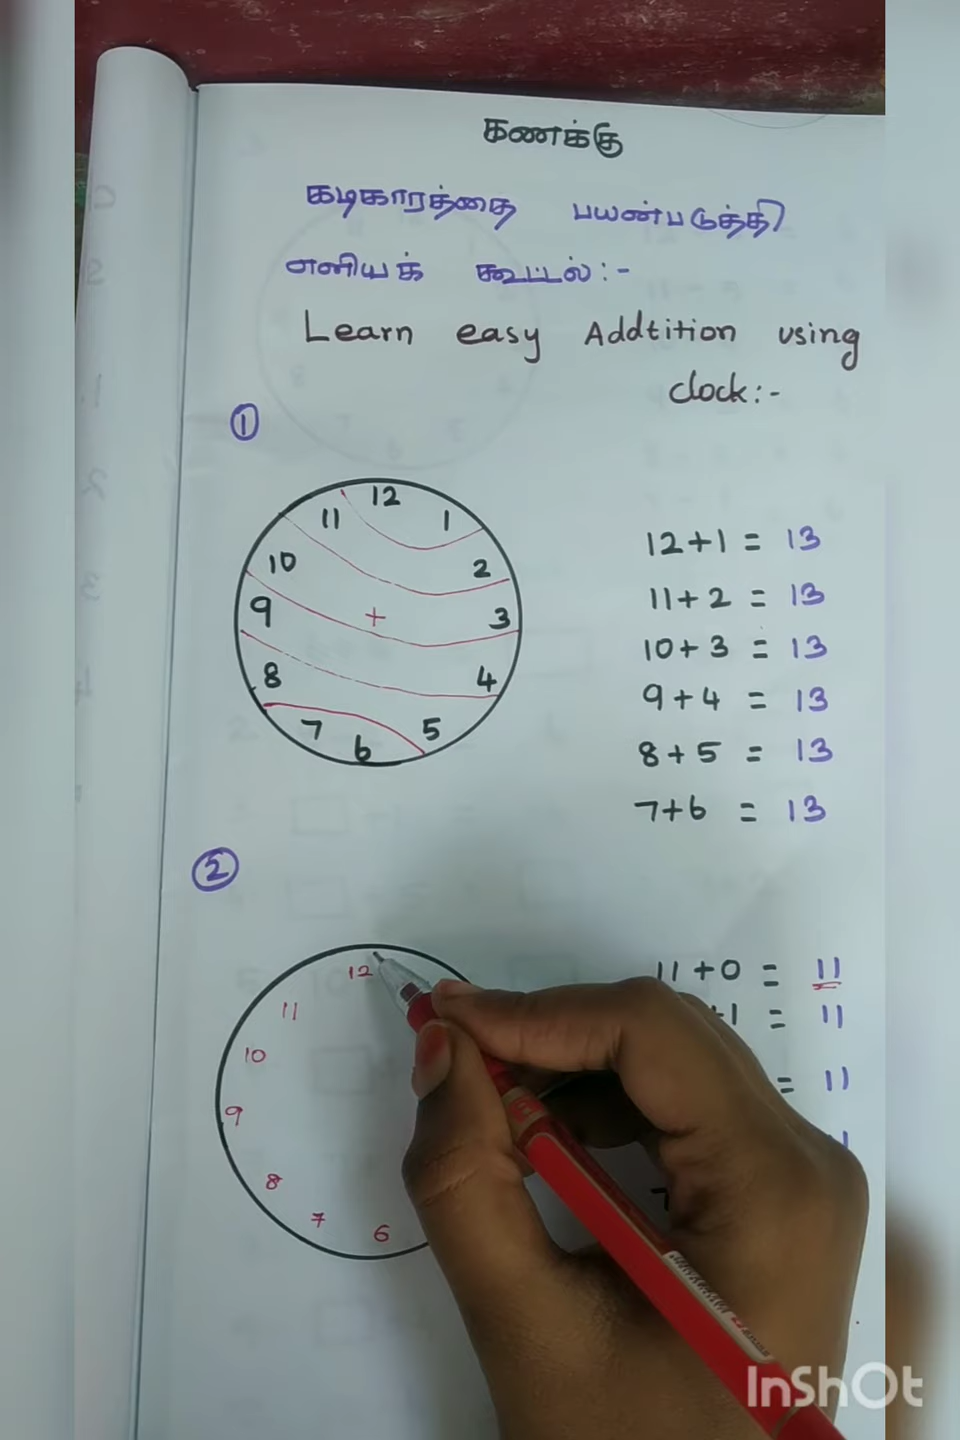 கணக்கு
கடிகாரத்தை பயண்படுத்தி
எளியக் கூட்டல்:-
Learn easy Addtition using
clock:-
1
12
11 1
10 2
9 + 3
8 4
7 5
6
12+1 = 13
11+2 = 13
10+3 = 13
9+4 = 13
8+5 = 13
7+6 = 13
2
12
11
10
9
8
7
6
11+0 = 11
+1 = 11
= 11
7
InShOt